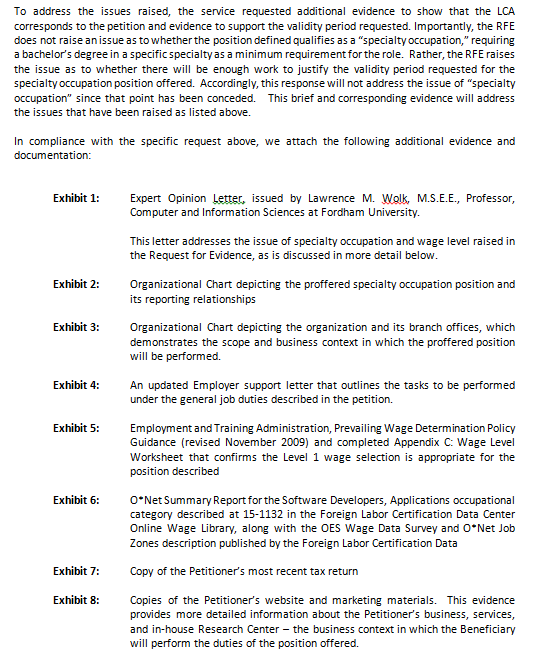 To address the issues raised, the service requested additional evidence to show that the LCA
corresponds to the petition and evidence to support the validity period requested. Importantly, the RFE
does not raise an issue as to whether the position defined qualifies as a “specialty occupation,” requiring
a bachelor’s degree in a specific specialty as a minimum requirement for the role. Rather, the RFE raises
the issue as to whether there will be enough work to justify the validity period requested for the
specialty occupation position offered. Accordingly, this response will not address the issue of “specialty
occupation” since that point has been conceded. This brief and corresponding evidence will address
the issues that have been raised as listed above.
In compliance with the specific request above, we attach the following additional evidence and
documentation:
Exhibit 1: Expert Opinion Letter, issued by Lawrence M. Wolk, M.S.E.E., Professor,
Computer and Information Sciences at Fordham University.
This letter addresses the issue of specialty occupation and wage level raised in
the Request for Evidence, as is discussed in more detail below.
Exhibit 2: Organizational Chart depicting the proffered specialty occupation position and
its reporting relationships
Exhibit 3: Organizational Chart depicting the organization and its branch offices, which
demonstrates the scope and business context in which the proffered position
will be performed.
Exhibit 4: An updated Employer support letter that outlines the tasks to be performed
under the general job duties described in the petition.
Exhibit 5: Employment and Training Administration, Prevailing Wage Determination Policy
Guidance (revised November 2009) and completed Appendix C: Wage Level
Worksheet that confirms the Level 1 wage selection is appropriate for the
position described
Exhibit 6: O*Net Summary Report for the Software Developers, Applications occupational
category described at 15-1132 in the Foreign Labor Certification Data Center
Online Wage Library, along with the OES Wage Data Survey and O*Net Job
Zones description published by the Foreign Labor Certification Data
Exhibit 7: Copy of the Petitioner’s most recent tax return
Exhibit 8: Copies of the Petitioner’s website and marketing materials. This evidence
provides more detailed information about the Petitioner’s business, services,
and in-house Research Center – the business context in which the Beneficiary
will perform the duties of the position offered.